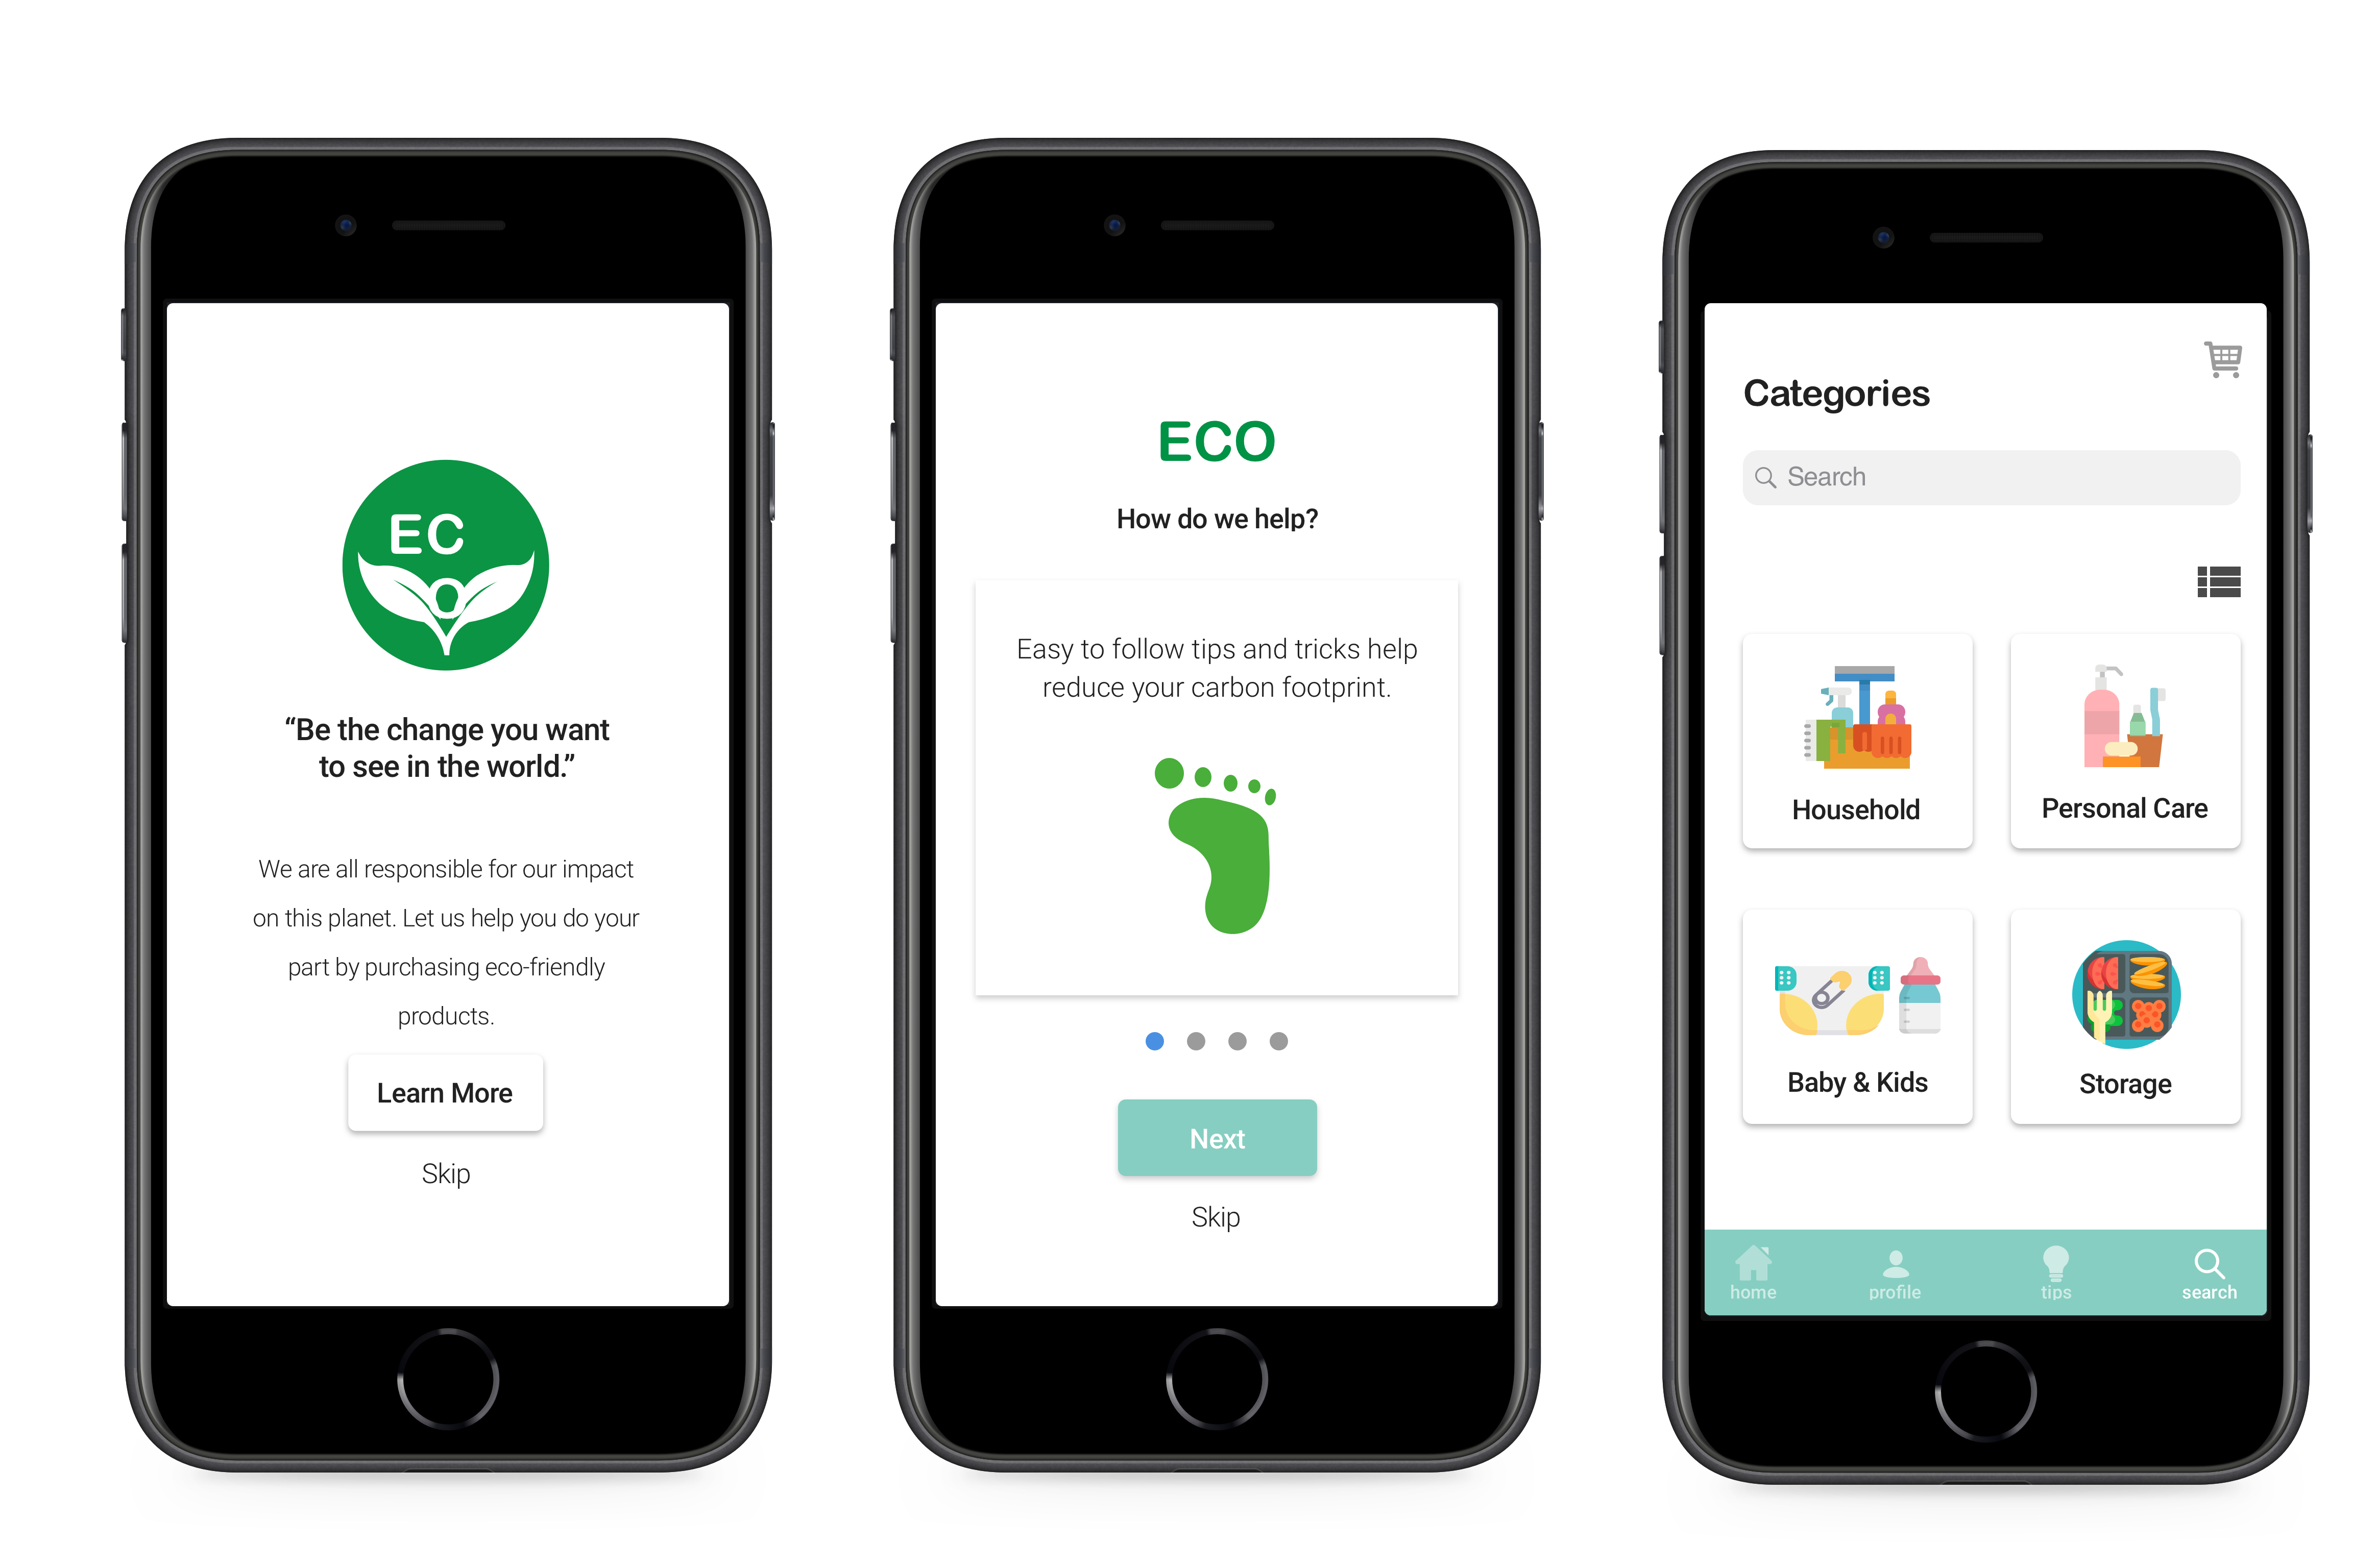 EC
“Be the change you want
to see in the world.”
We are all responsible for our impact
on this planet. Let us help you do your
part by purchasing eco-friendly
products.
Learn More
Skip
ECO
How do we help?
Easy to follow tips and tricks help
reduce your carbon footprint.
Next
Skip
Categories
Search
Household
Personal Care
Baby & Kids
Storage
home
profile
tips
search